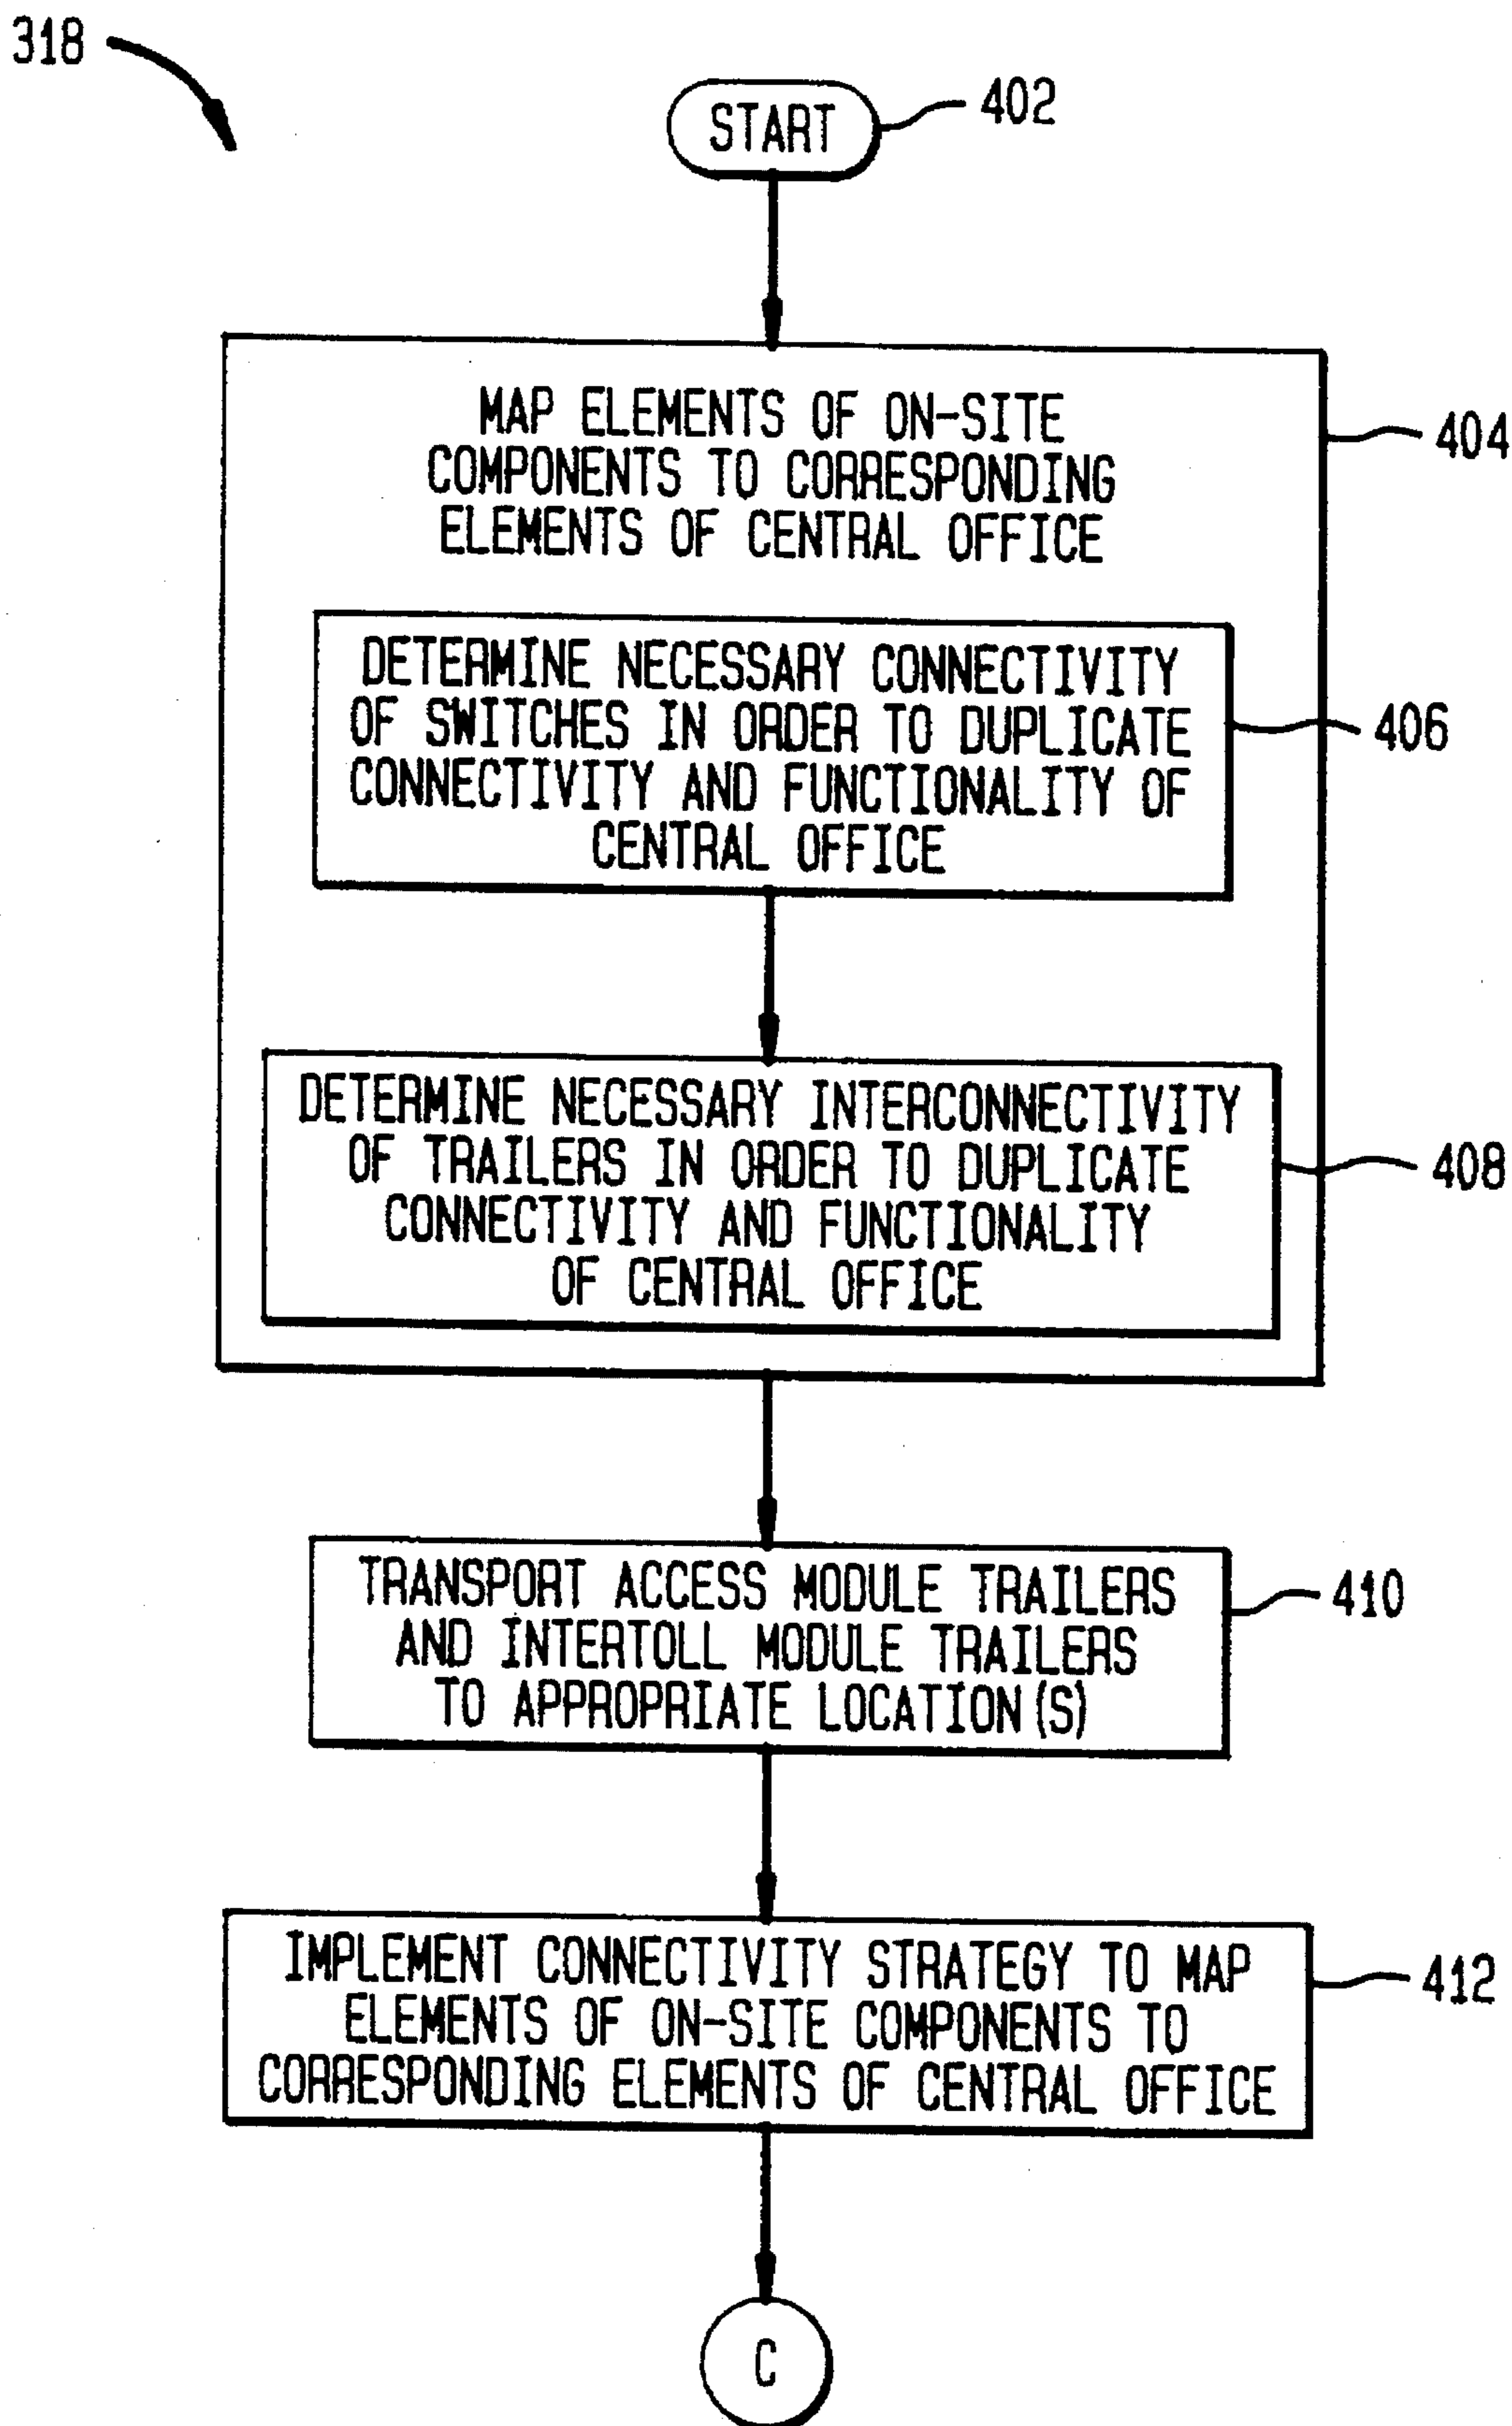 318
START
402
MAP ELEMENTS OF ON-SITE
COMPONENTS TO CORRESPONDING
ELEMENTS OF CENTRAL OFFICE
404
DETERMINE NECESSARY CONNECTIVITY
OF SWITCHES IN ORDER TO DUPLICATE
CONNECTIVITY AND FUNCTIONALITY OF
CENTRAL OFFICE
406
DETERMINE NECESSARY INTERCONNECTIVITY
OF TRAILERS IN ORDER TO DUPLICATE
CONNECTIVITY AND FUNCTIONALITY
OF CENTRAL OFFICE
408
TRANSPORT ACCESS MODULE TRAILERS
AND INTERTOLL MODULE TRAILERS
TO APPROPRIATE LOCATION(S)
410
IMPLEMENT CONNECTIVITY STRATEGY TO MAP
ELEMENTS OF ON-SITE COMPONENTS TO
CORRESPONDING ELEMENTS OF CENTRAL OFFICE
412
C